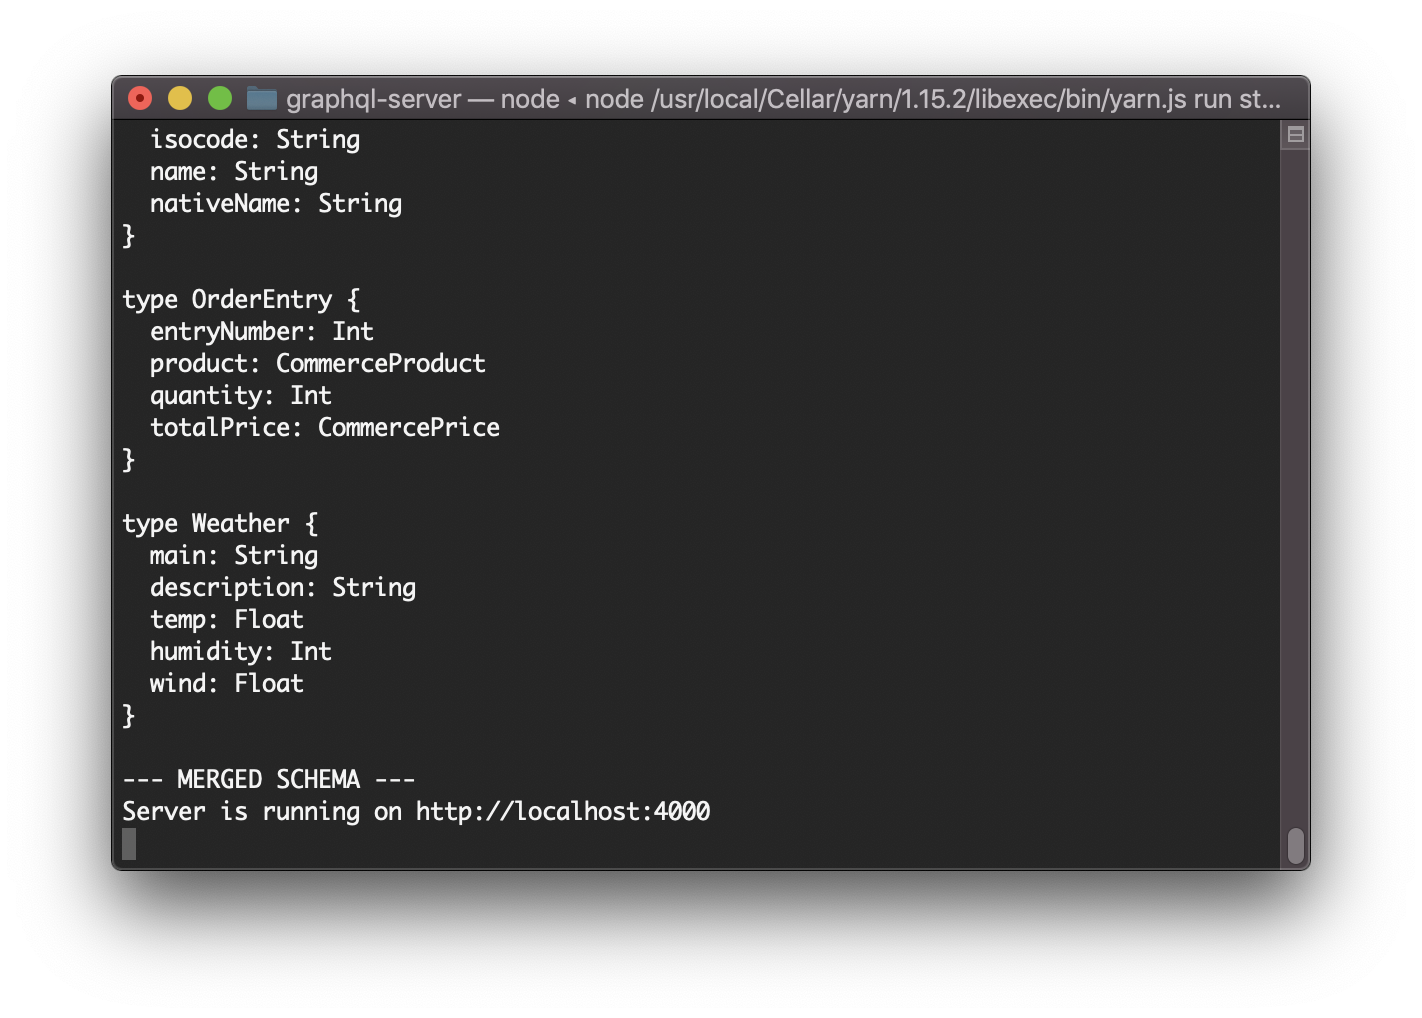 graphql-server — node ◂ node /usr/local/Cellar/yarn/1.15.2/libexec/bin/yarn.js run st...
isocode: String
name: String
nativeName: String
}
type OrderEntry {
entryNumber: Int
product: CommerceProduct
quantity: Int
totalPrice: CommercePrice
}
type Weather {
main: String
description: String
temp: Float
humidity: Int
wind: Float
}
--- MERGED SCHEMA ---
Server is running on http://localhost:4000